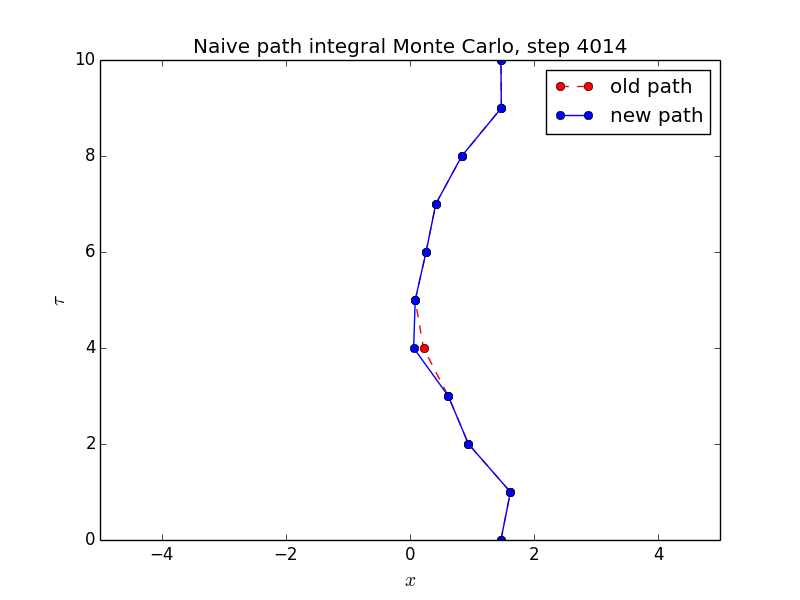 Naive path integral Monte Carlo, step 4014
old path
new path
10
8
6
4
2
0
τ
−4 −2 0 2 4
x